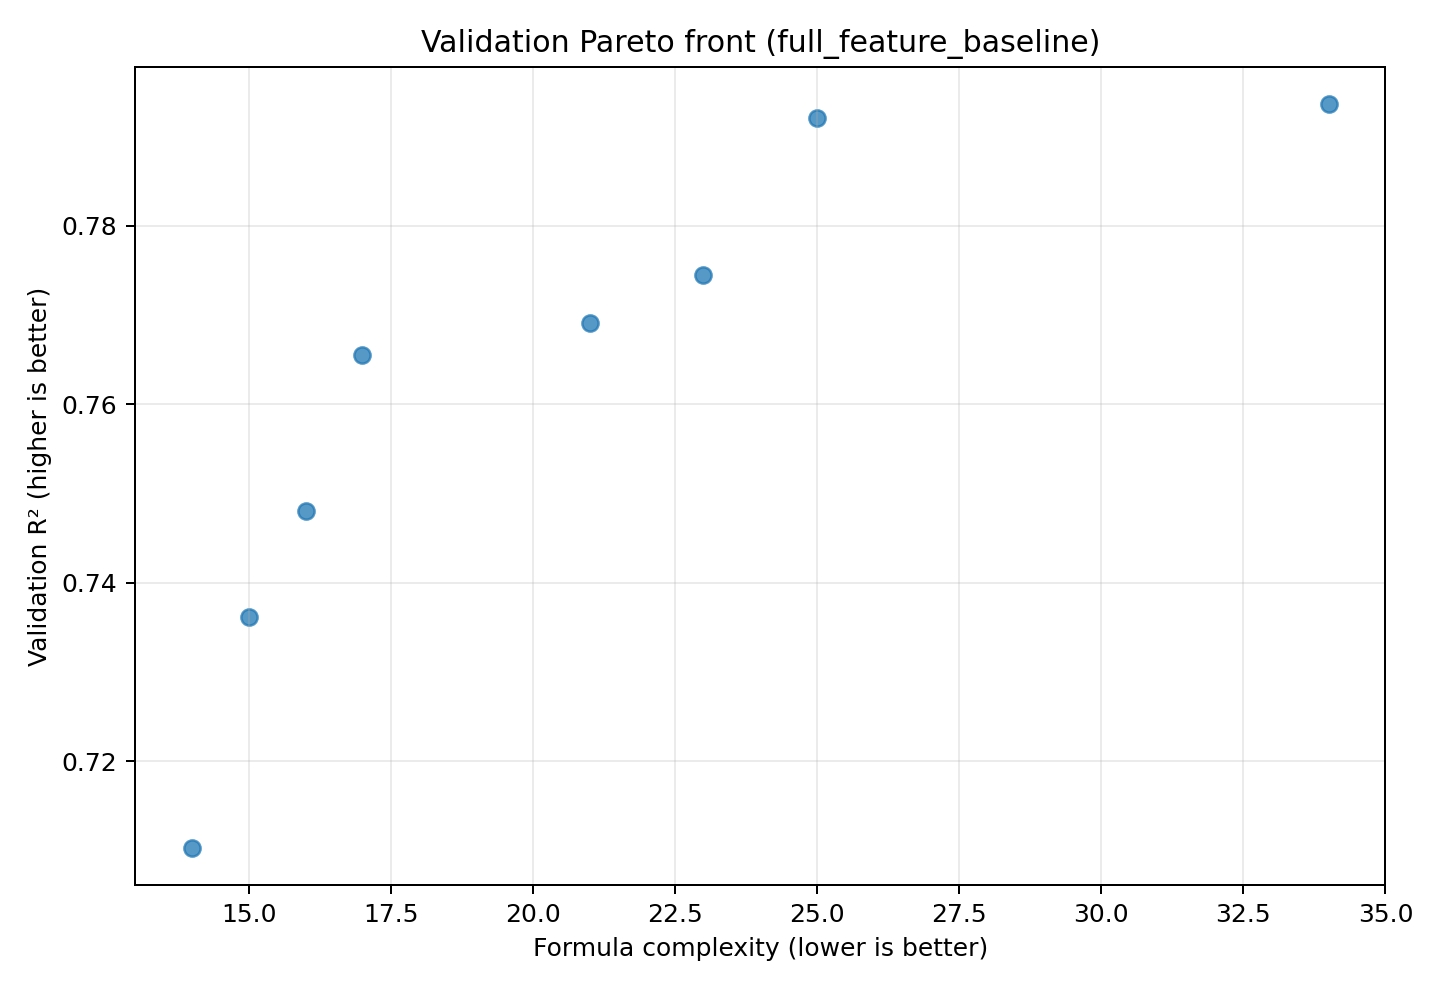 Validation Pareto front (full_feature_baseline)
Validation R² (higher is better)
0.78
0.76
0.74
0.72
15.0 17.5 20.0 22.5 25.0 27.5 30.0 32.5 35.0
Formula complexity (lower is better)